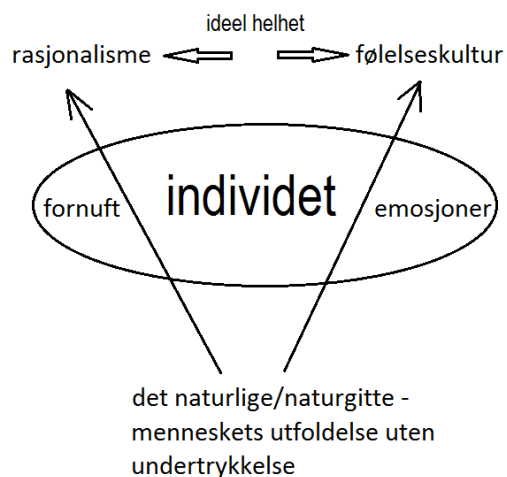 ideel helhet
rasjonalisme
følelseskultur
fornuft
individet
emosjoner
det naturlige/naturgitte -
menneskets utfoldelse uten
undertrykkelse